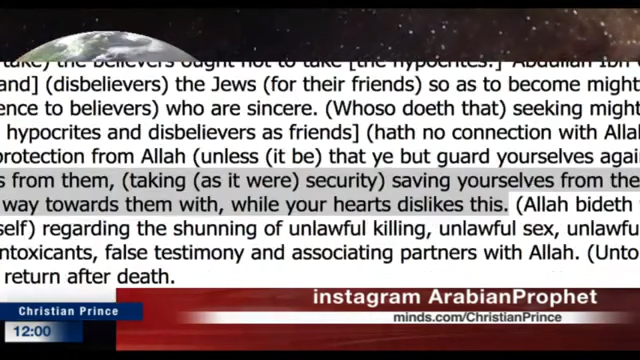 take) the believers ought not to take [the hypocrites:] Abdullah Ibn
and] (disbelievers) the Jews (for their friends) so as to become might
ence to believers) who are sincere. (Whoso doeth that) seeking might
hypocrites and disbelievers as friends] (hath no connection with Alla
protection from Allah (unless (it be) that ye but guard yourselves agai
s from them, (taking (as it were) security) saving yourselves from the
way towards them with, while your hearts dislikes this. (Allah bideth
self) regarding the shunning of unlawful killing, unlawful sex, unlawfu
ntoxicants, false testimony and associating partners with Allah. (Unto
return after death.
instagram ArabianProphet
Christian Prince
minds.com/ChristianPrince
12:00